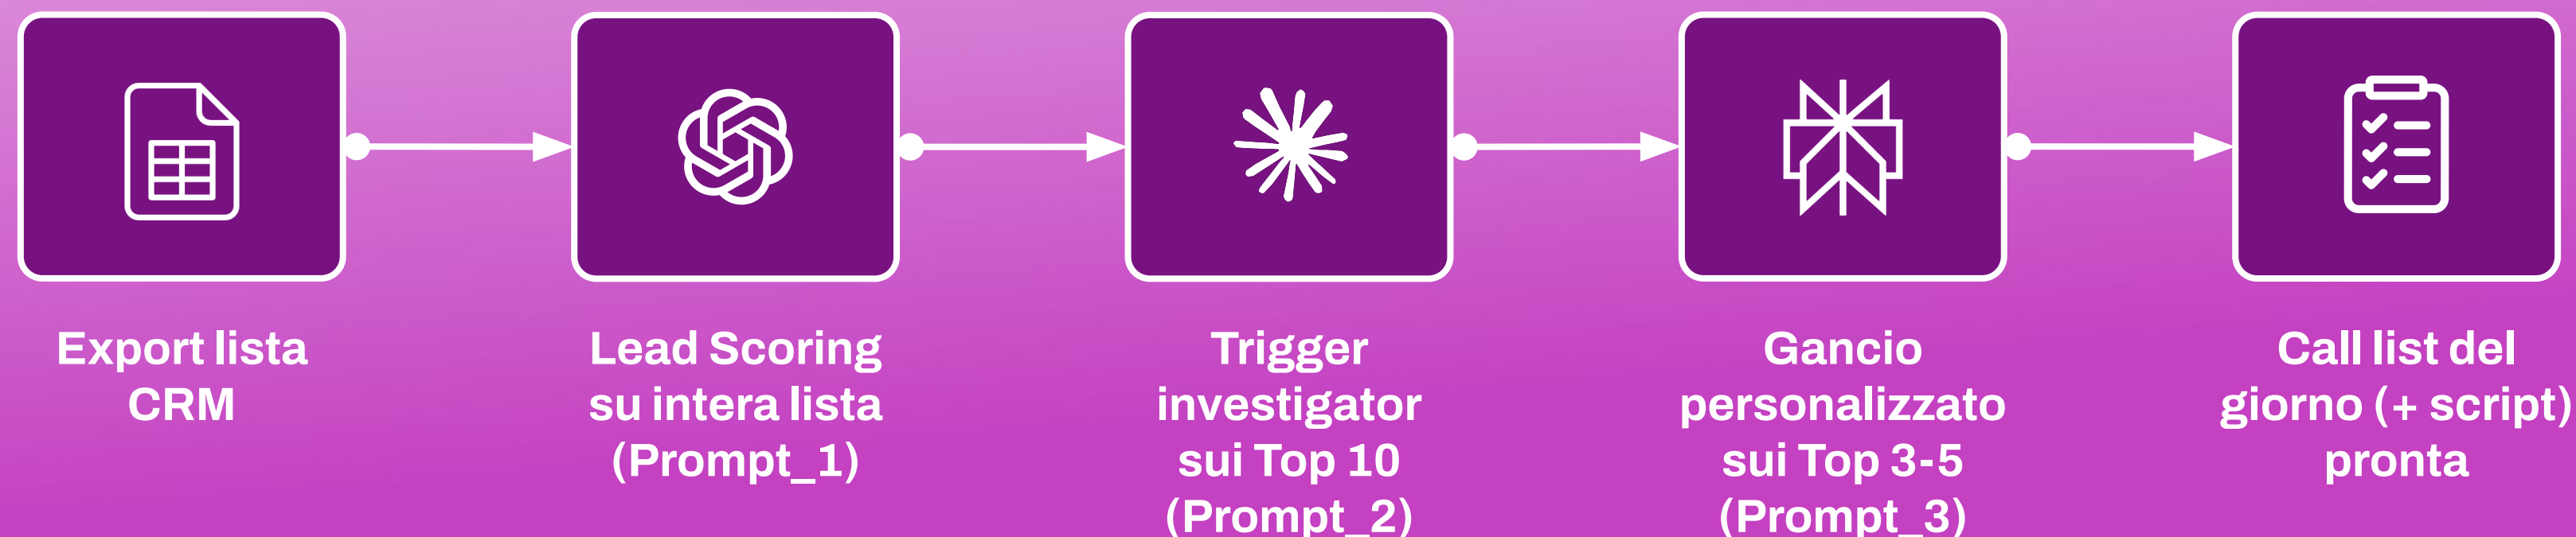 Export lista
CRM
Lead Scoring
su intera lista
(Prompt_1)
Trigger
investigator
sui Top 10
(Prompt_2)
Gancio
personalizzato
sui Top 3-5
(Prompt_3)
Call list del
giorno (+ script)
pronta